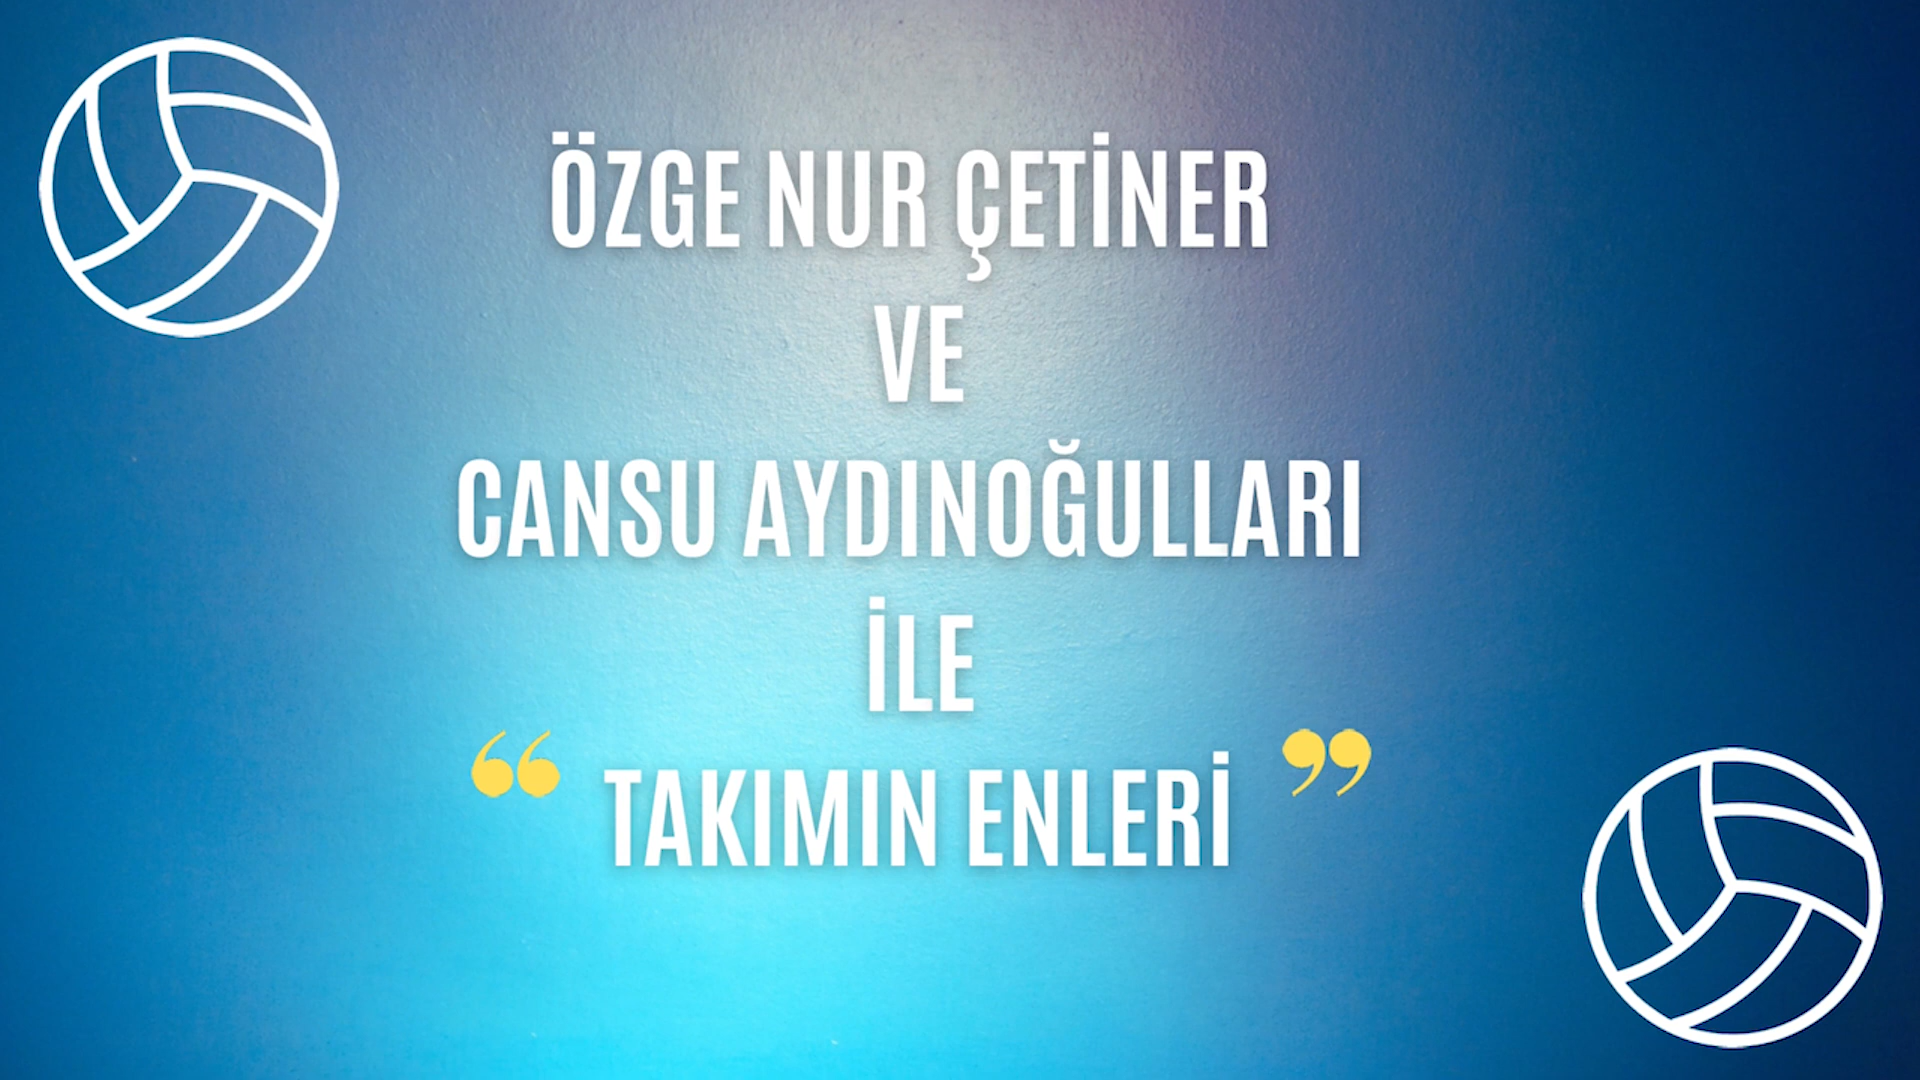 ÖZGE NUR ÇETİNER
VE
CANSU AYDINOĞULLARI
İLE
“ TAKIMIN ENLERİ ”